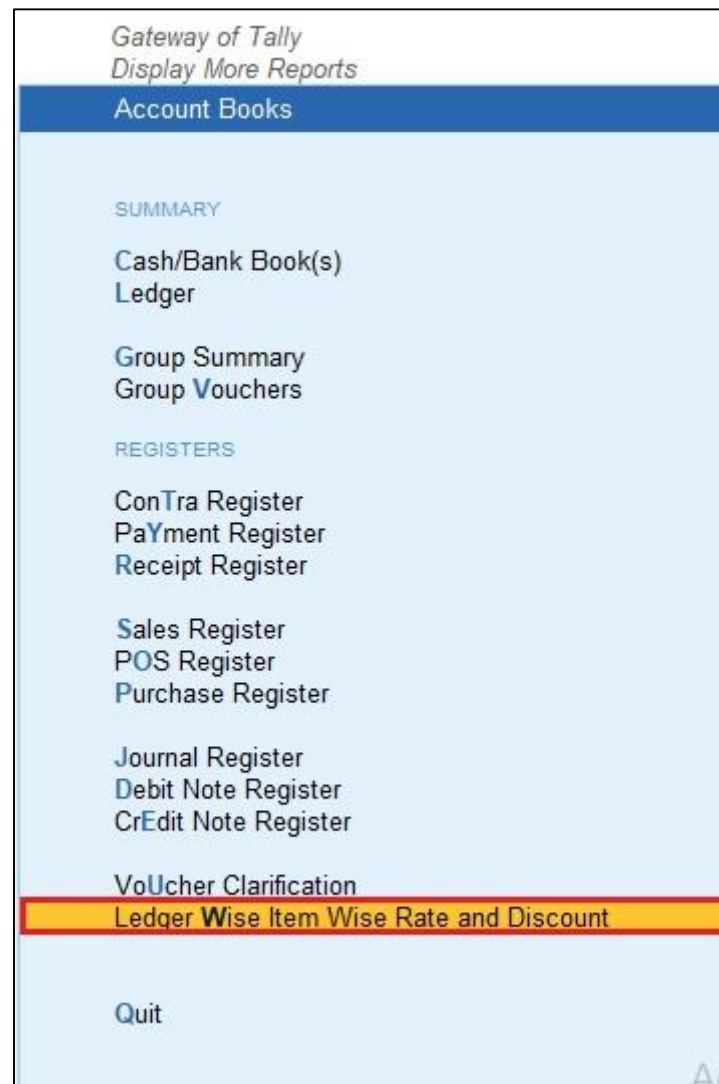 Gateway of Tally
Display More Reports
Account Books
SUMMARY
Cash/Bank Book(s)
Ledger
Group Summary
Group Vouchers
REGISTERS
ConTra Register
PaYment Register
Receipt Register
Sales Register
POS Register
Purchase Register
Journal Register
Debit Note Register
CrEdit Note Register
VoUcher Clarification
Ledger Wise Item Wise Rate and Discount
Quit